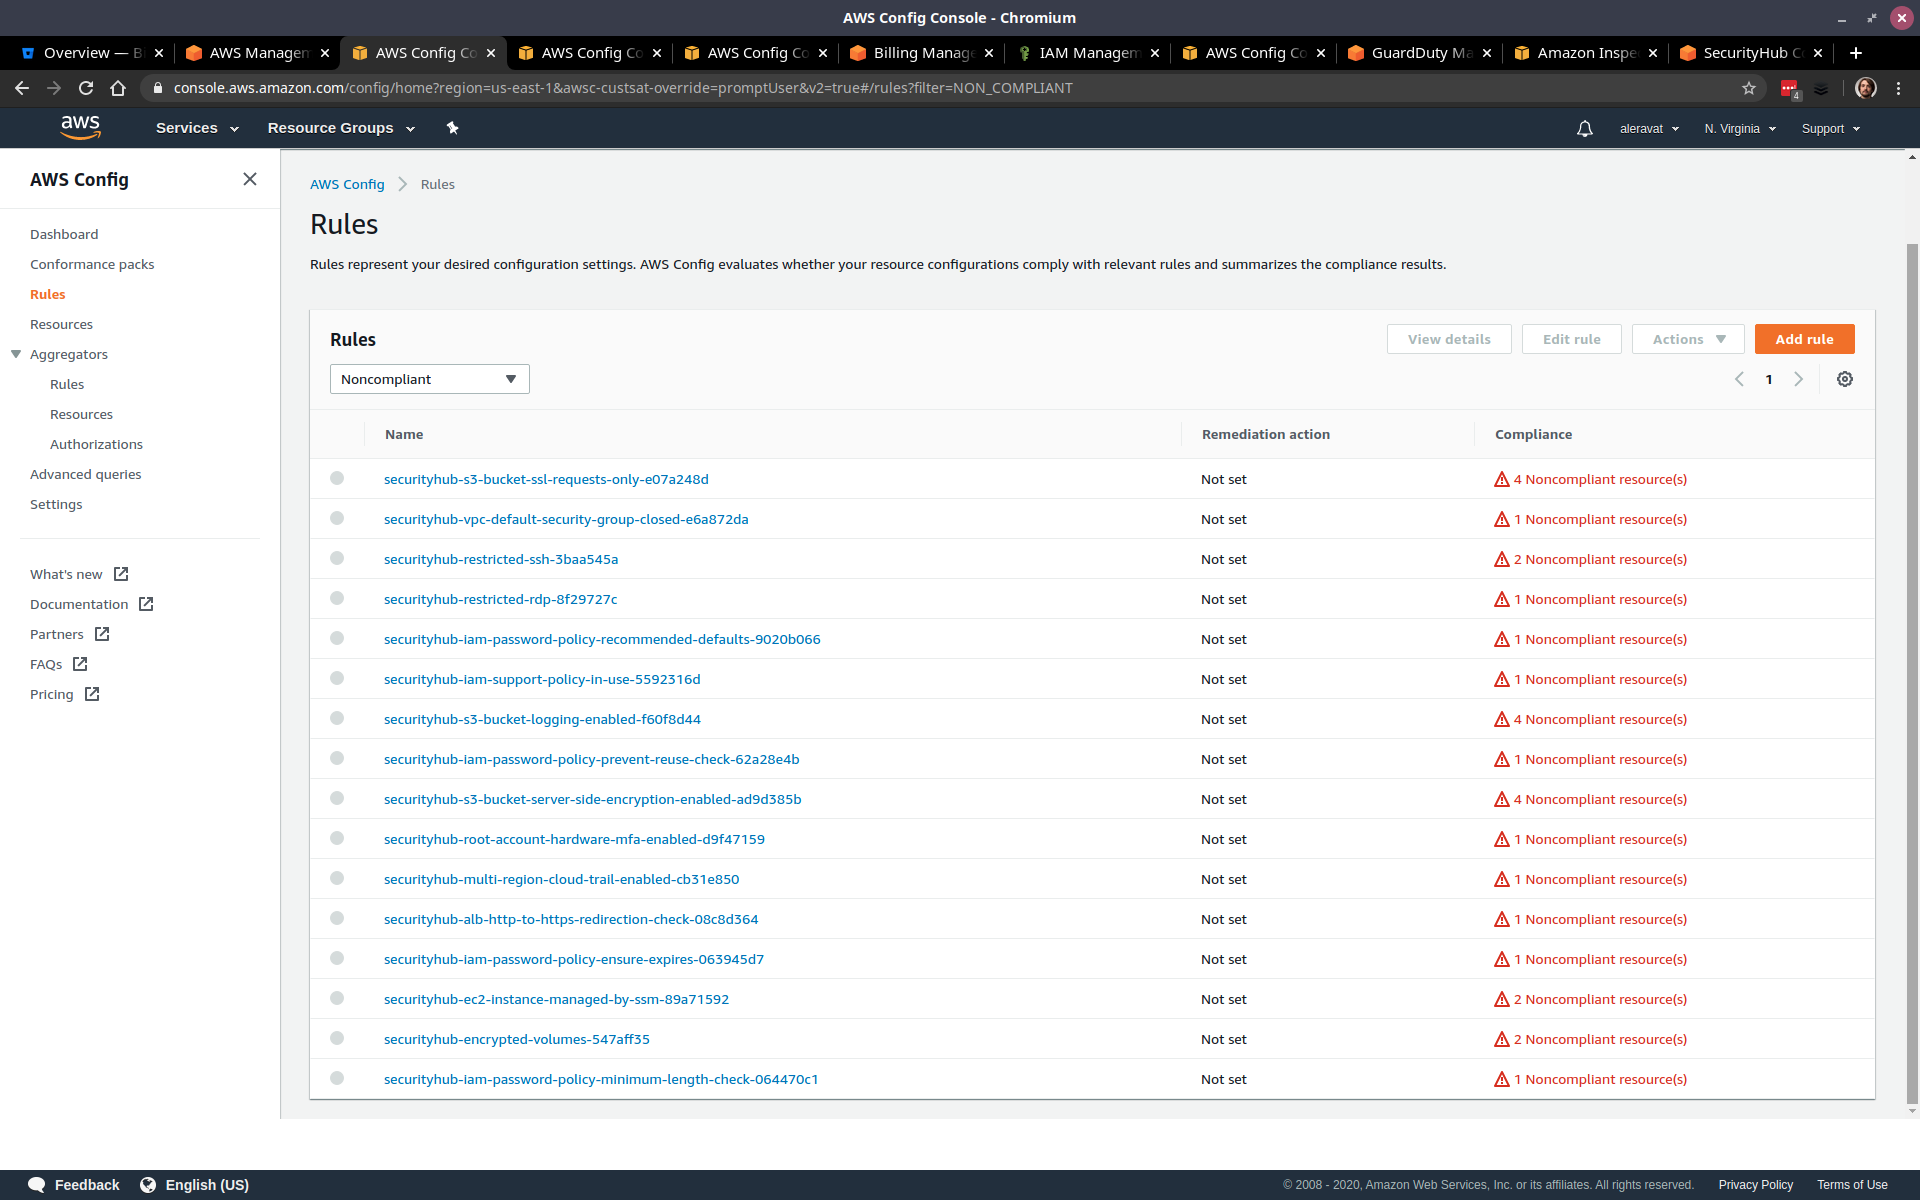 AWS Config Console - Chromium
Overview — B
AWS Managem
AWS Config Co
AWS Config Co
AWS Config Co
Billing Manage
IAM Managem
AWS Config Co
GuardDuty Ma
Amazon Inspe
SecurityHub C
console.aws.amazon.com/config/home?region=us-east-1&awsc-custsat-override=promptUser&v2=true#/rules?filter=NON_COMPLIANT
4
aws
Services
Resource Groups
aleravat
N. Virginia
Support
AWS Config
Dashboard
Conformance packs
Rules
Resources
Aggregators
Rules
Resources
Authorizations
Advanced queries
Settings
What's new
Documentation
Partners
FAQs
Pricing
AWS Config
Rules
Rules
Rules represent your desired configuration settings. AWS Config evaluates whether your resource configurations comply with relevant rules and summarizes the compliance results.
Rules
View details
Edit rule
Actions
Add rule
Noncompliant
1
Name Remediation action Compliance
securityhub-s3-bucket-ssl-requests-only-e07a248d Not set 4 Noncompliant resource(s)
securityhub-vpc-default-security-group-closed-e6a872da Not set 1 Noncompliant resource(s)
securityhub-restricted-ssh-3baa545a Not set 2 Noncompliant resource(s)
securityhub-restricted-rdp-8f29727c Not set 1 Noncompliant resource(s)
securityhub-iam-password-policy-recommended-defaults-9020b066 Not set 1 Noncompliant resource(s)
securityhub-iam-support-policy-in-use-5592316d Not set 1 Noncompliant resource(s)
securityhub-s3-bucket-logging-enabled-f60f8d44 Not set 4 Noncompliant resource(s)
securityhub-iam-password-policy-prevent-reuse-check-62a28e4b Not set 1 Noncompliant resource(s)
securityhub-s3-bucket-server-side-encryption-enabled-ad9d385b Not set 4 Noncompliant resource(s)
securityhub-root-account-hardware-mfa-enabled-d9f47159 Not set 1 Noncompliant resource(s)
securityhub-multi-region-cloud-trail-enabled-cb31e850 Not set 1 Noncompliant resource(s)
securityhub-alb-http-to-https-redirection-check-08c8d364 Not set 1 Noncompliant resource(s)
securityhub-iam-password-policy-ensure-expires-063945d7 Not set 1 Noncompliant resource(s)
securityhub-ec2-instance-managed-by-ssm-89a71592 Not set 2 Noncompliant resource(s)
securityhub-encrypted-volumes-547aff35 Not set 2 Noncompliant resource(s)
securityhub-iam-password-policy-minimum-length-check-064470c1 Not set 1 Noncompliant resource(s)
Feedback
English (US)
© 2008 - 2020, Amazon Web Services, Inc. or its affiliates. All rights reserved.
Privacy Policy
Terms of Use